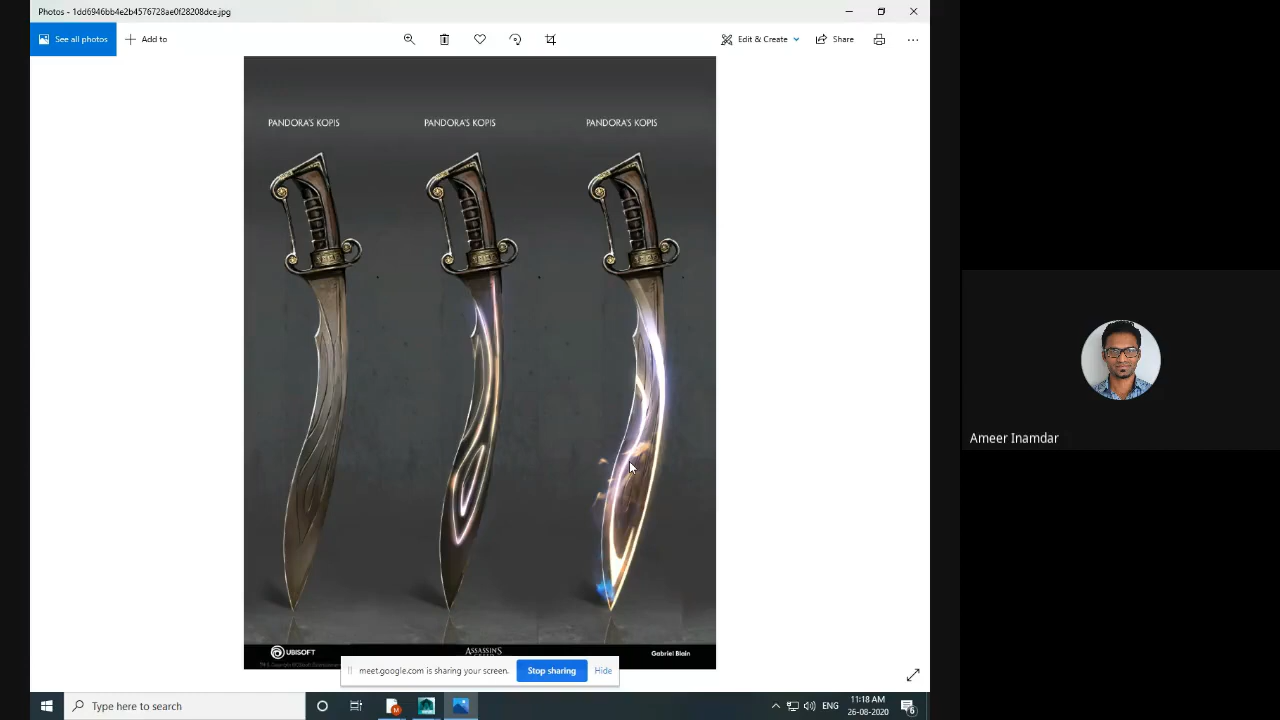 Photos - 1dd6946bb4e2b4576728ae0f28208dce.jpg
See all photos
Add to
Edit & Create
Share
PANDORA'S KOPIS
PANDORA'S KOPIS
PANDORA'S KOPIS
UBISOFT
ASSASSIN'S
Gabriel Blain
meet.google.com is sharing your screen.
Stop sharing
Hide
Ameer Inamdar
Type here to search
ENG
11:18 AM
26-08-2020
6